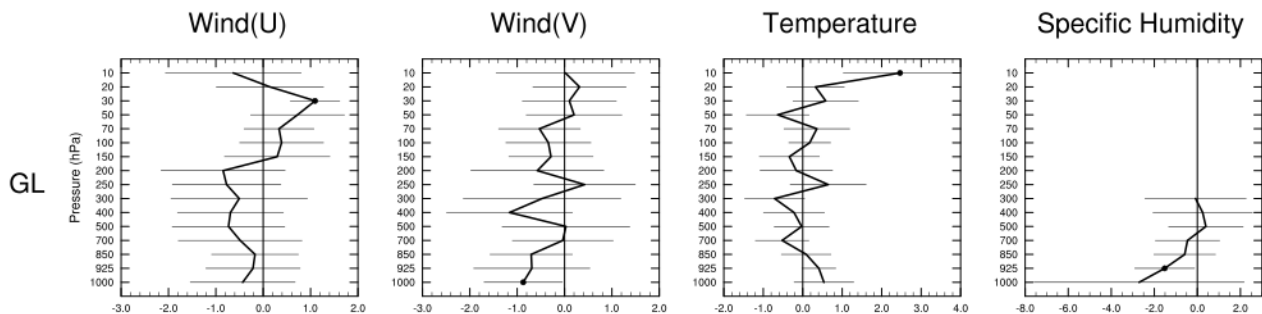 Wind(U) Wind(V) Temperature Specific Humidity
GL
Pressure (hPa)
10 10 10 10
20 20 20 20
30 30 30 30
50 50 50 50
70 70 70 70
100 100 100 100
150 150 150 150
200 200 200 200
250 250 250 250
300 300 300 300
400 400 400 400
500 500 500 500
700 700 700 700
850 850 850 850
925 925 925 925
1000 1000 1000 1000
-3.0 -2.0 -1.0 0.0 1.0 2.0 -3.0 -2.0 -1.0 0.0 1.0 2.0 -2.0 0.0 2.0 4.0 -8.0 -6.0 -4.0 -2.0 0.0 2.0